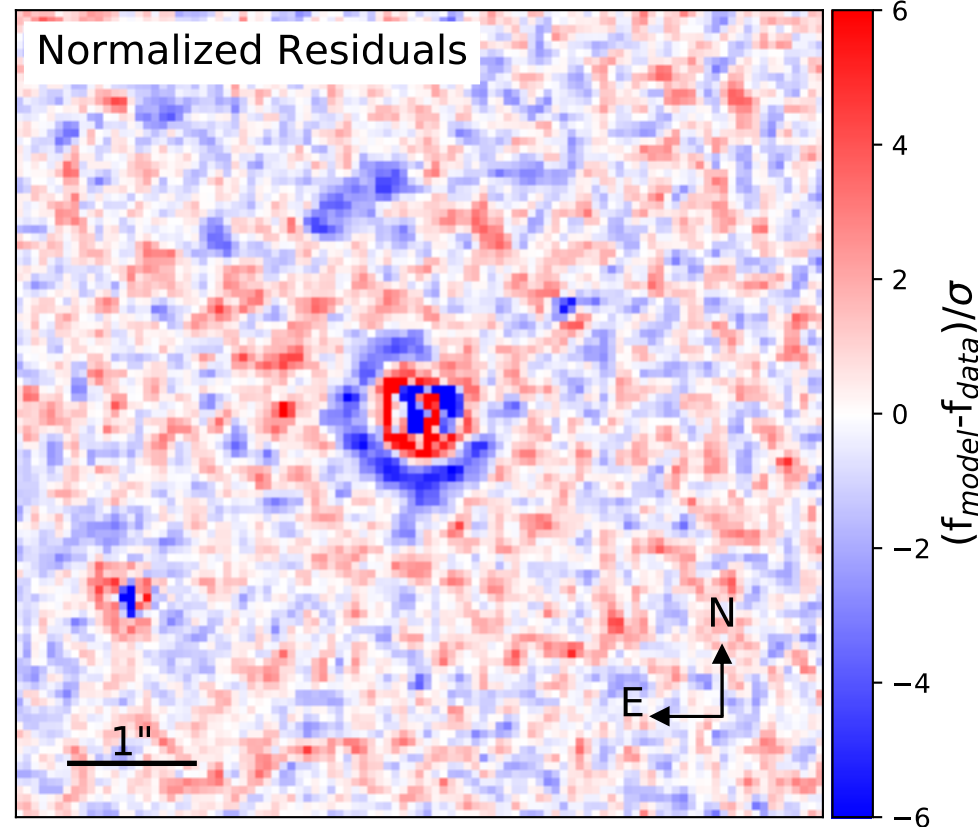 Normalized Residuals
6
4
2
0
−2
−4
−6
(f_model-f_data)/σ
N
E
1"